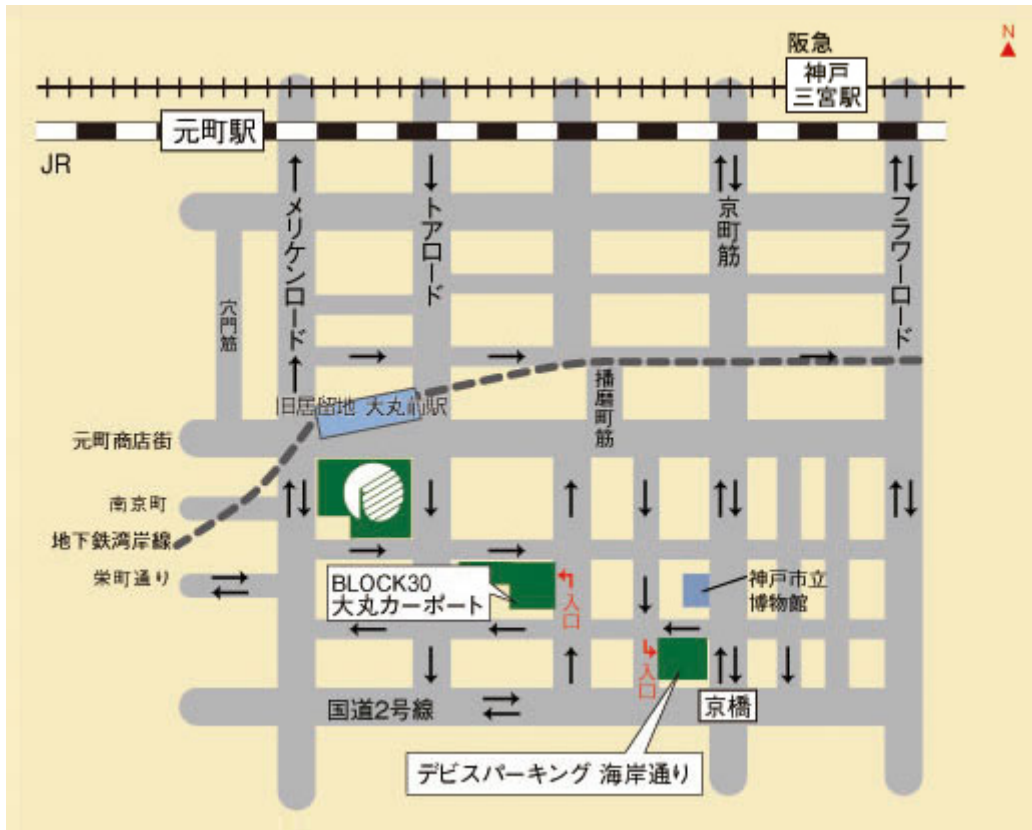 N
阪急
神戸
三宮駅
元町駅
JR
メリケンロード
トアロード
京町筋
フラワーロード
穴門筋
旧居留地 大丸前駅
播磨町筋
元町商店街
南京町
地下鉄湾岸線
栄町通り
BLOCK30
大丸カーポート
入口
神戸市立
博物館
入口
国道2号線
京橋
デビスパーキング 海岸通り